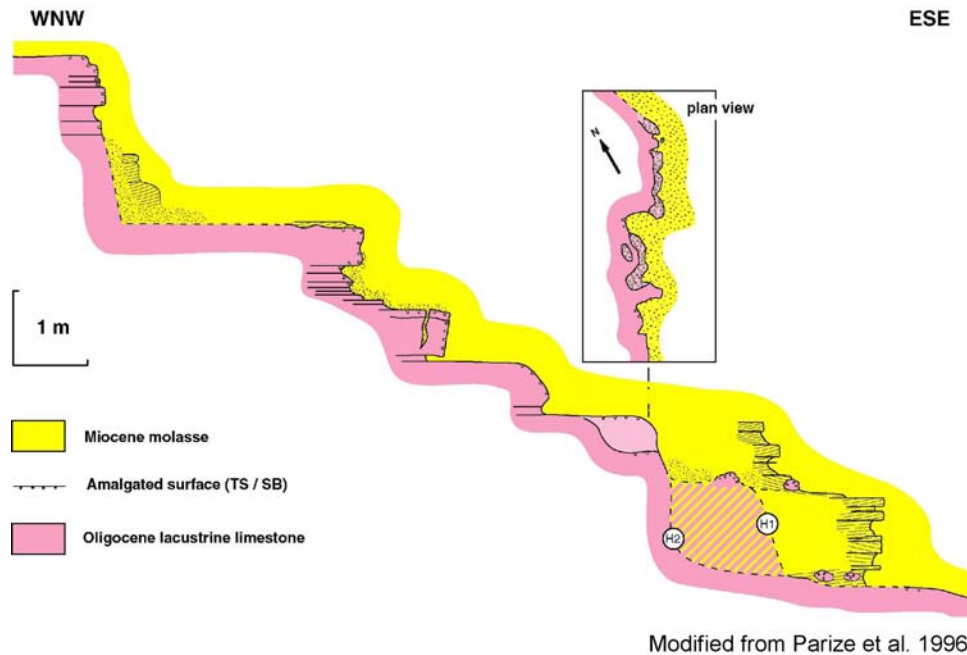 WNW
ESE
plan view
N
1 m
Miocene molasse
Amalgated surface (TS / SB)
Oligocene lacustrine limestone
H1
H2
Modified from Parize et al. 1996